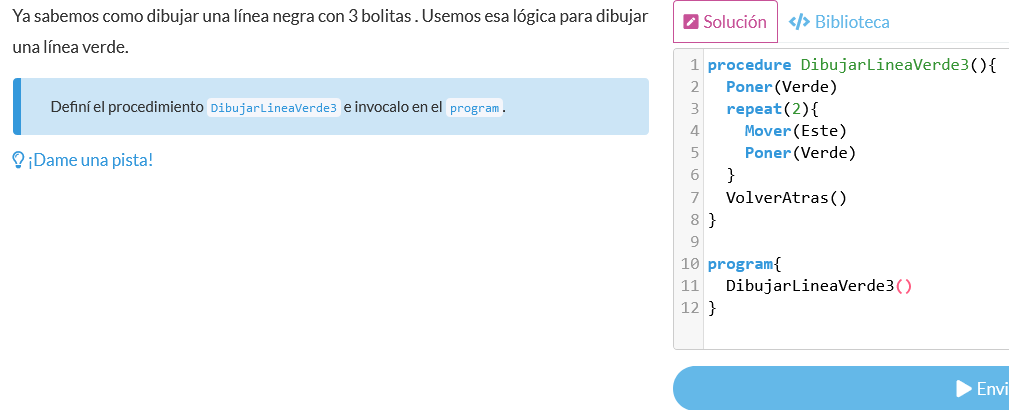 Ya sabemos como dibujar una línea negra con 3 bolitas . Usemos esa lógica para dibujar
una línea verde.
Definí el procedimiento DibujarLineaVerde3 e invocalo en el program .
¡Dame una pista!
Solución
</> Biblioteca
1 procedure DibujarLineaVerde3(){
2 Poner(Verde)
3 repeat(2){
4 Mover(Este)
5 Poner(Verde)
6 }
7 VolverAtras()
8 }
9
10 program{
11 DibujarLineaVerde3()
12 }
Envi